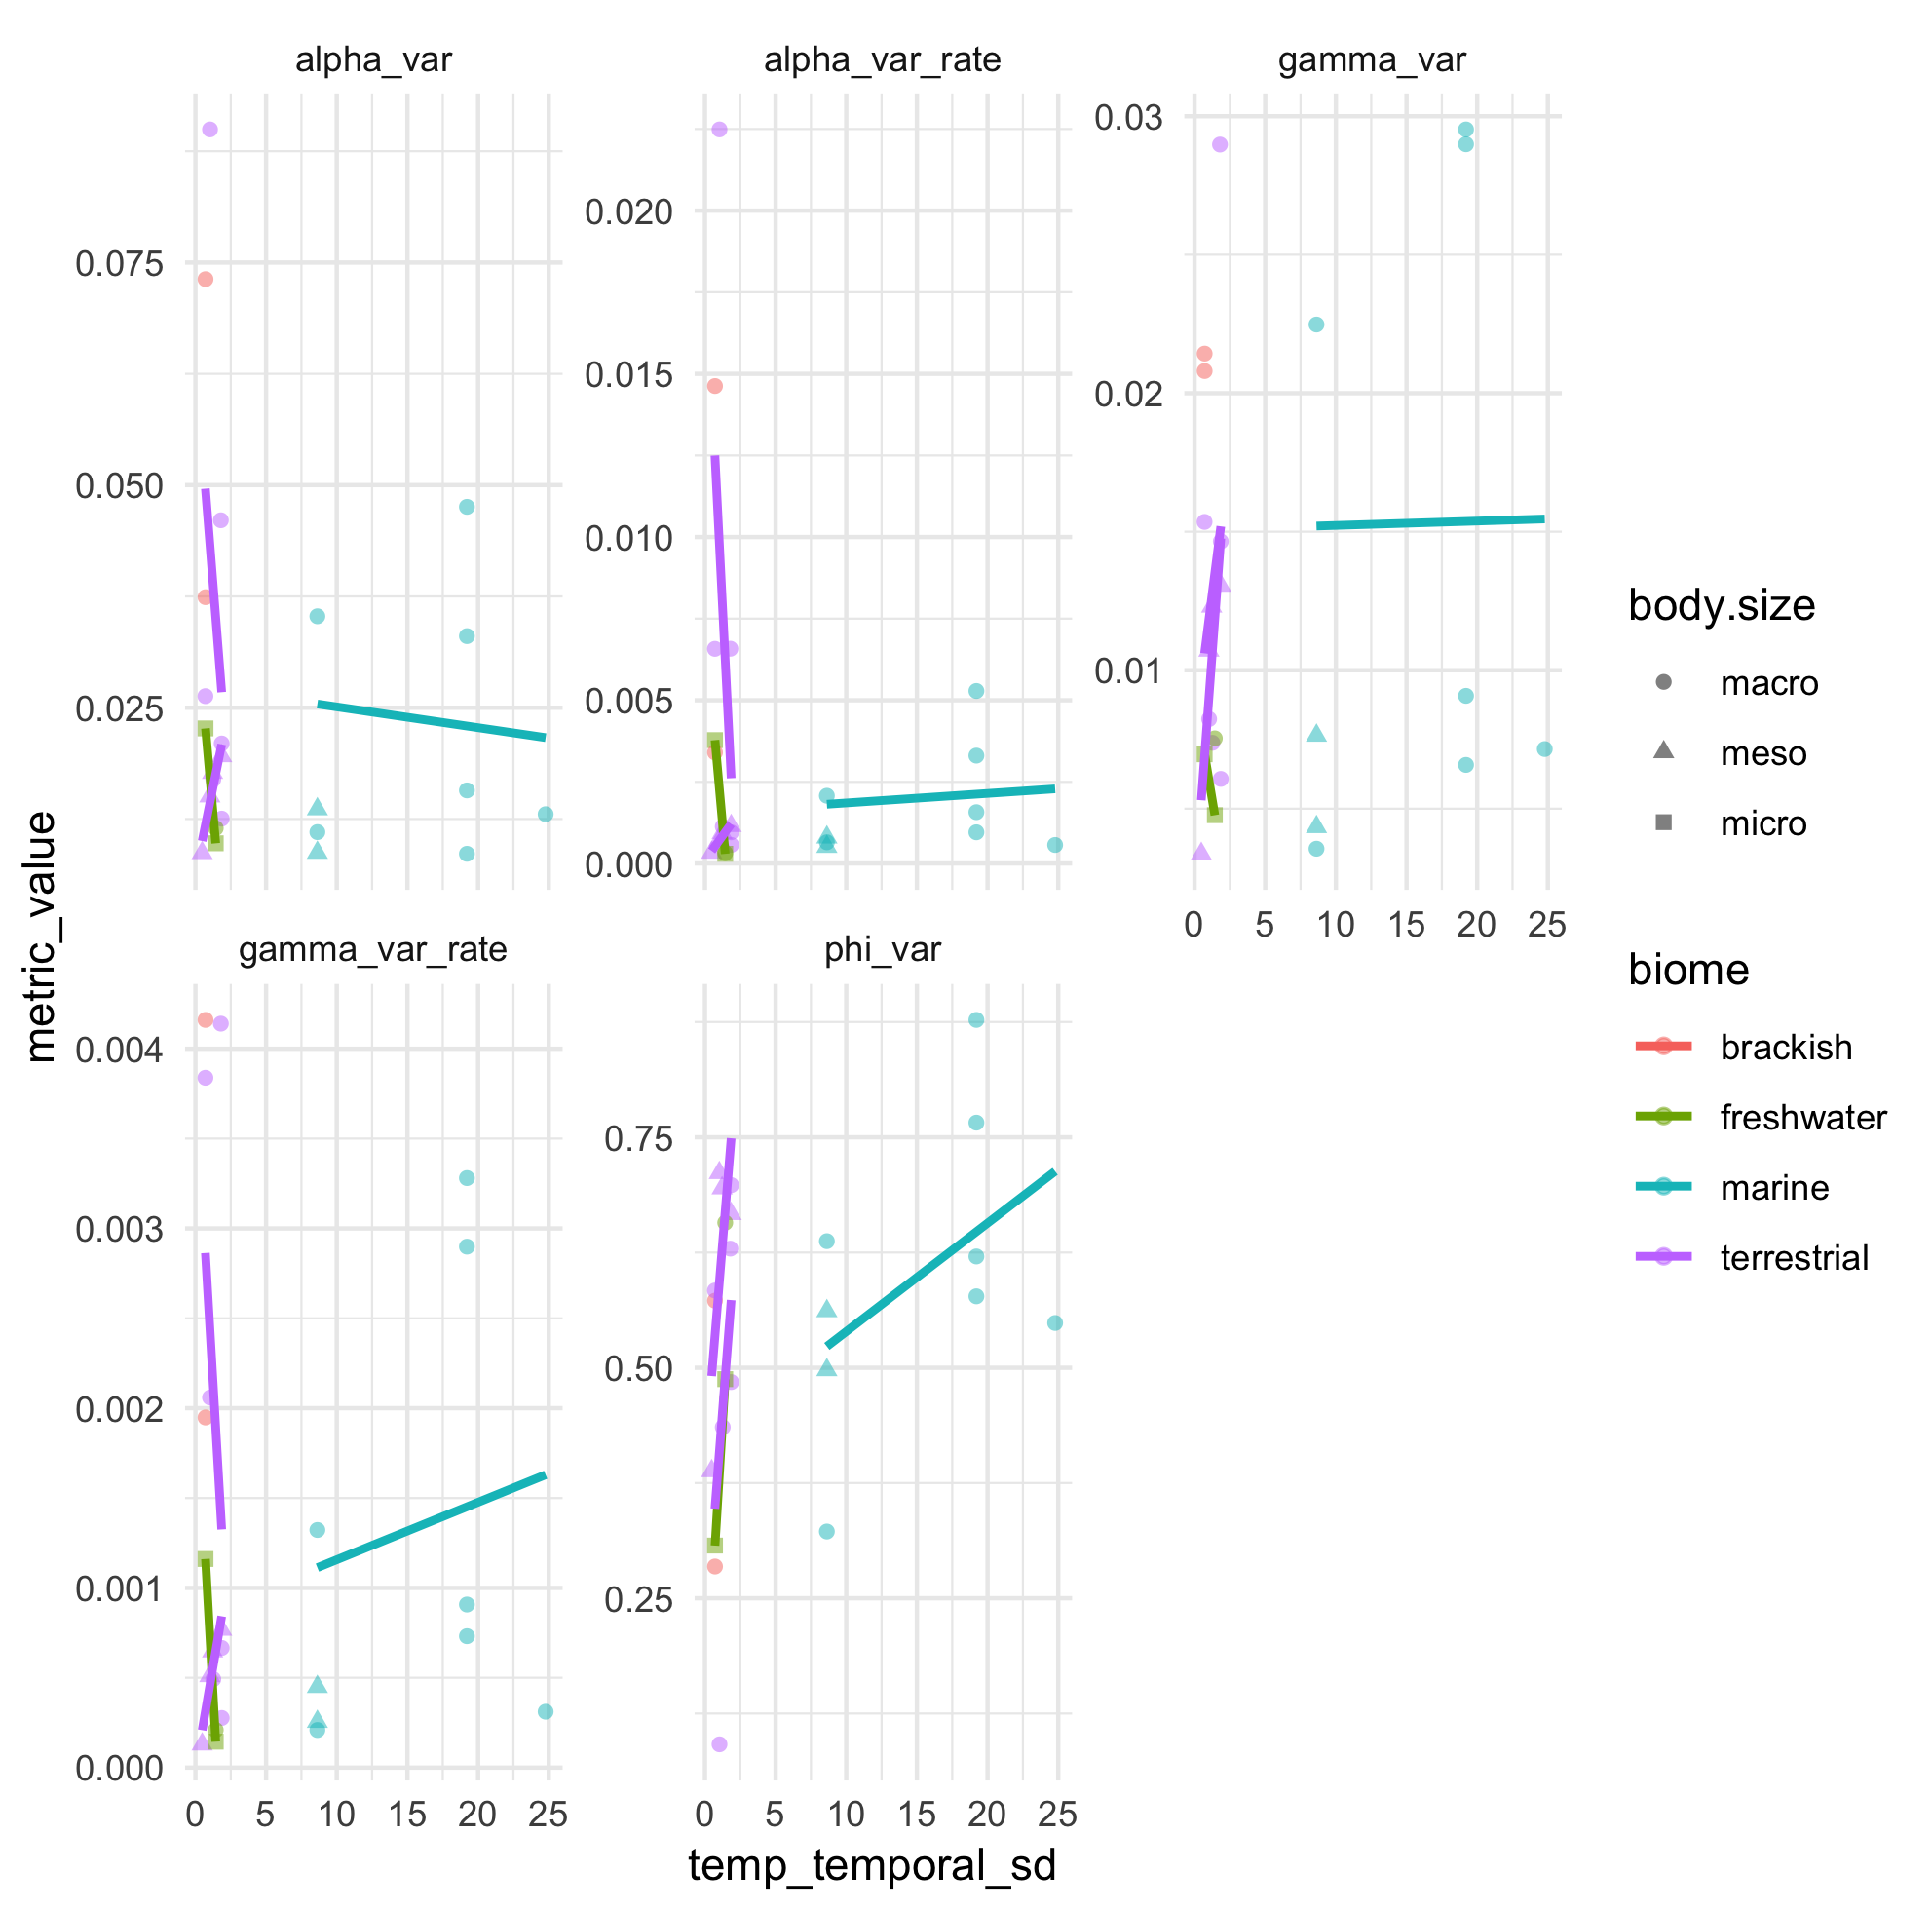 alpha_var
alpha_var_rate
gamma_var
0.075
0.050
0.025
0.020
0.015
0.010
0.005
0.000
0.03
0.02
0.01
0 5 10 15 20 25
metric_value
gamma_var_rate
phi_var
0.004
0.003
0.002
0.001
0.000
0 5 10 15 20 25
0.75
0.50
0.25
0 5 10 15 20 25
temp_temporal_sd
body.size
macro
meso
micro
biome
brackish
freshwater
marine
terrestrial